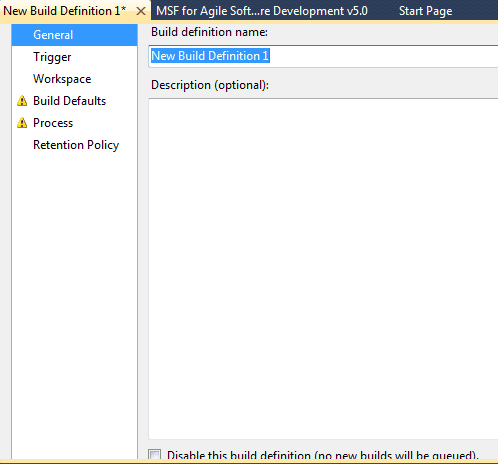 New Build Definition 1* MSF for Agile Soft...re Development v5.0 Start Page
General
Trigger
Workspace
Build Defaults
Process
Retention Policy
Build definition name:
New Build Definition 1
Description (optional):
Disable this build definition (no new builds will be queued).